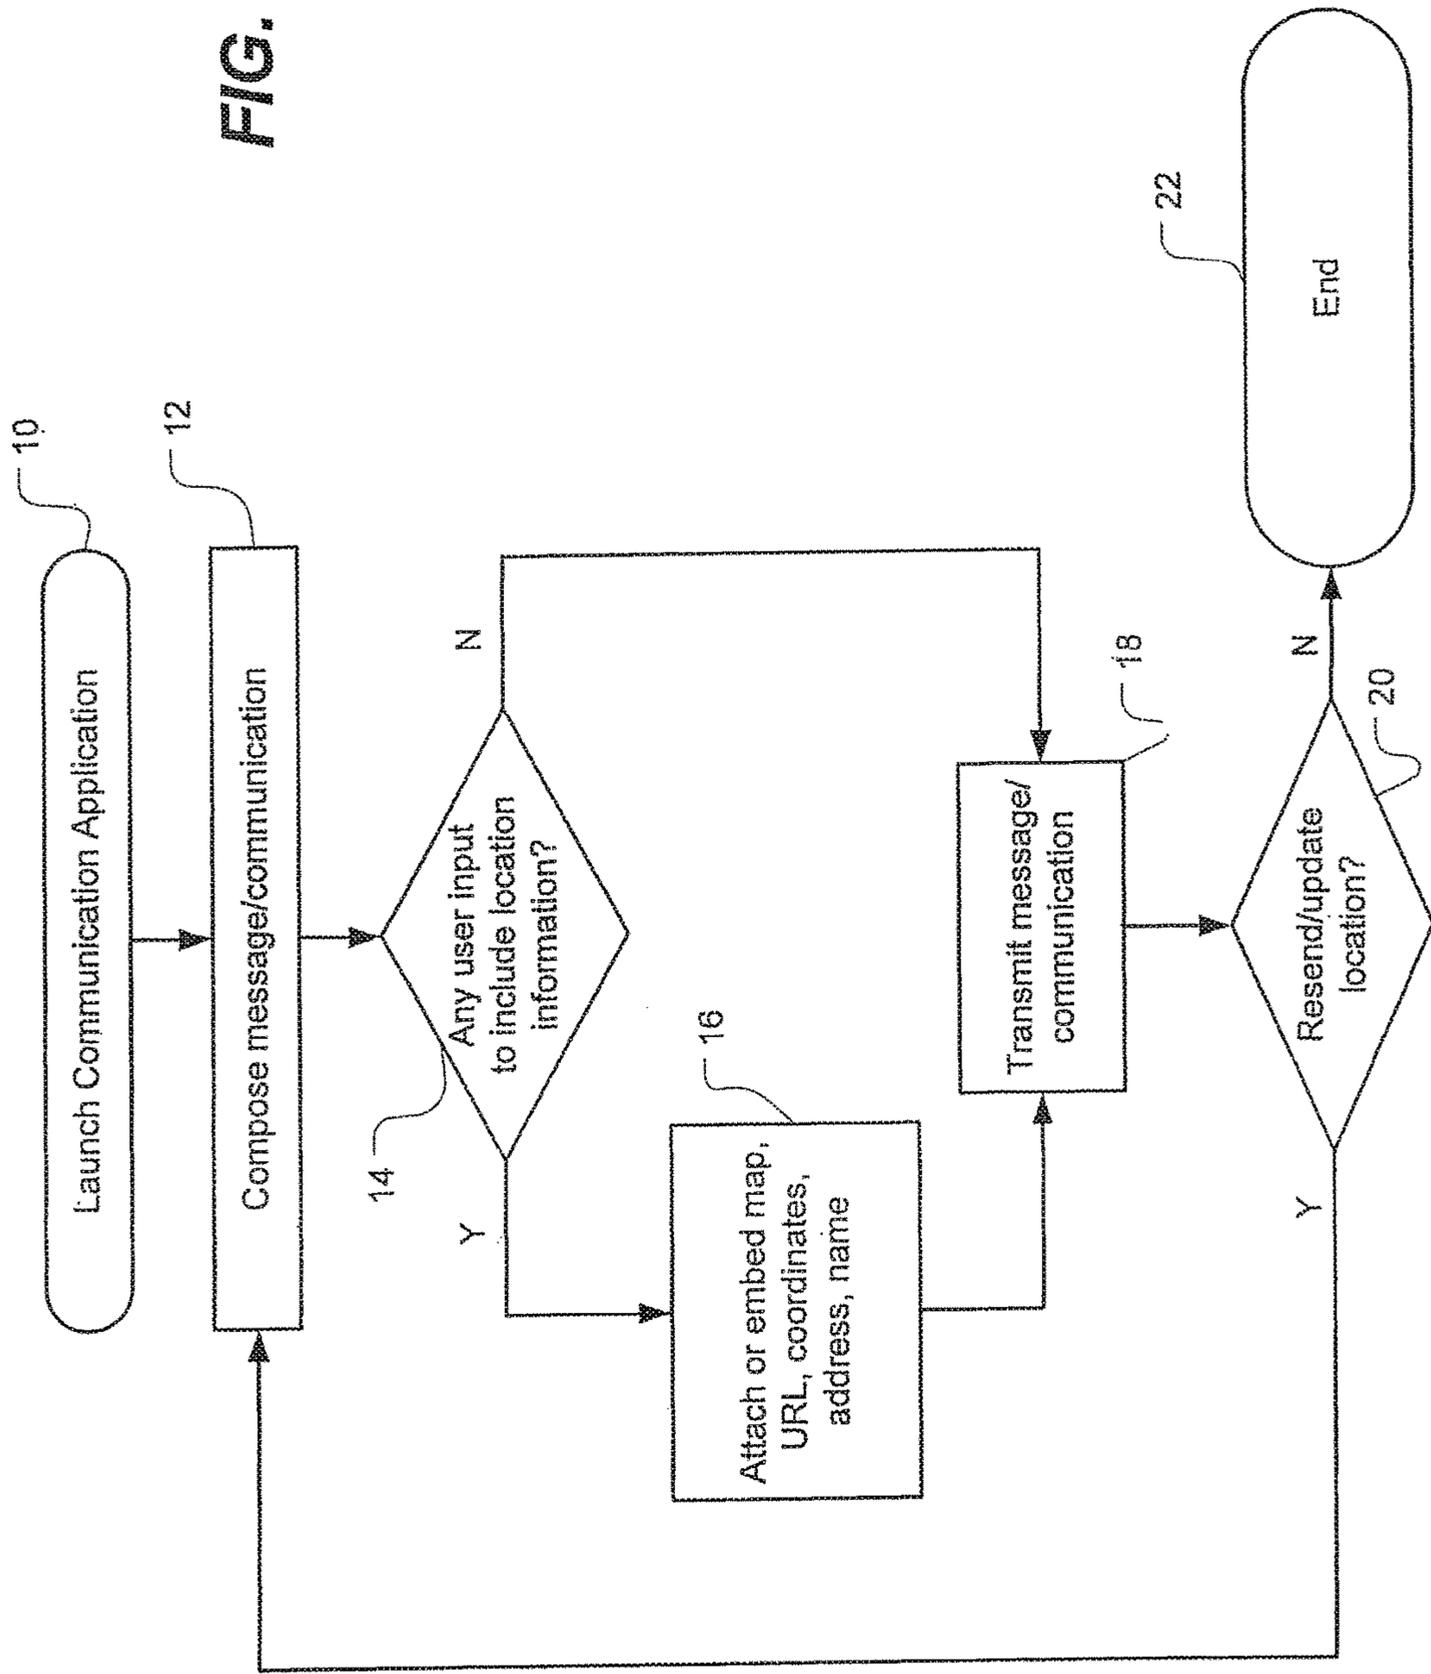 FIG.
10
Launch Communication Application
12
Compose message/communication
14
Any user input
to include location
information?
Y
N
16
Attach or embed map,
URL, coordinates,
address, name
18
Transmit message/
communication
20
Resend/update
location?
Y
N
22
End